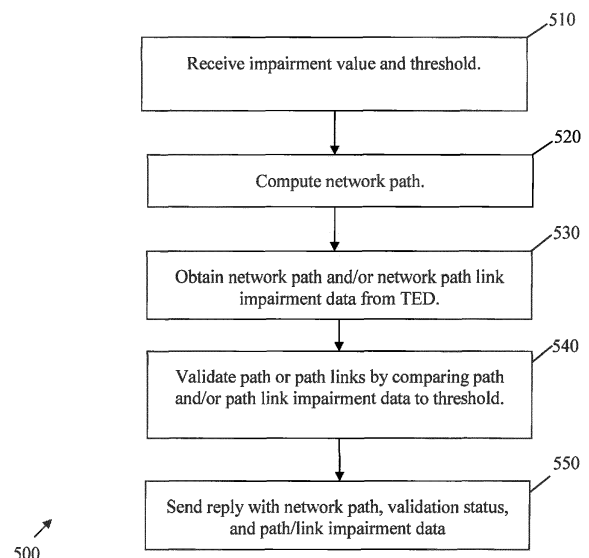 510
Receive impairment value and threshold.
520
Compute network path.
530
Obtain network path and/or network path link
impairment data from TED.
540
Validate path or path links by comparing path
and/or path link impairment data to threshold.
550
Send reply with network path, validation status,
and path/link impairment data
500